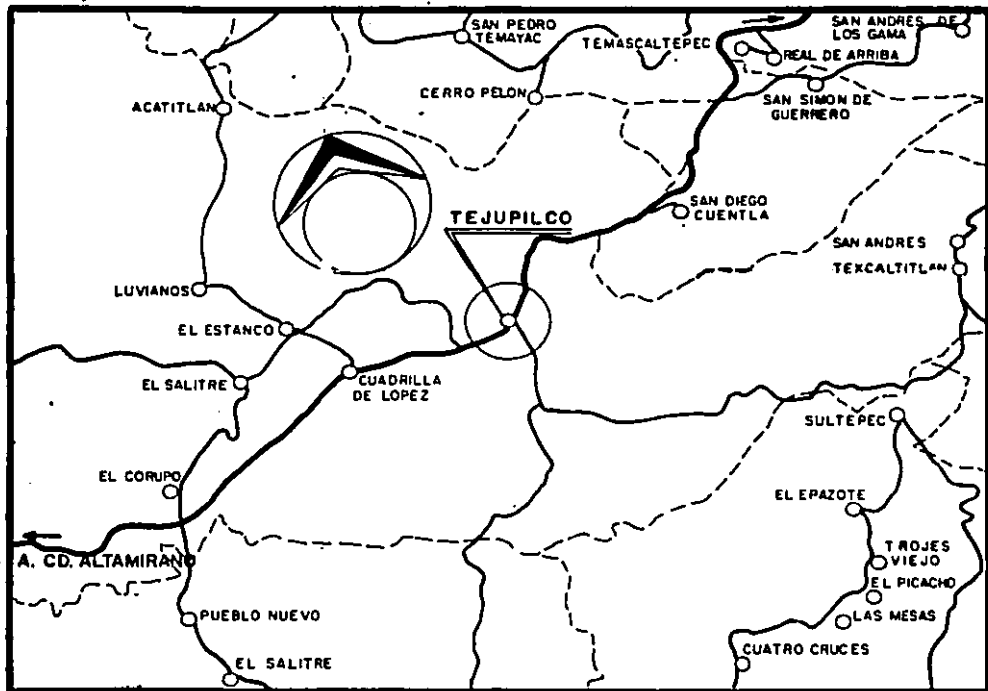 SAN PEDRO
TEMAYAC
TEMASCALTEPEC
SAN ANDRES DE
LOS GAMA
REAL DE ARRIBA
ACATITLAN
CERRO PELON
SAN SIMON DE
GUERRERO
TEJUPILCO
SAN DIEGO
CUENTLA
SAN ANDRES
TEXCALTITLAN
LUVIANOS
EL ESTANCO
EL SALITRE
CUADRILLA
DE LOPEZ
SULTEPEC
EL CORUPO
EL EPAZOTE
A. CD. ALTAMIRANO
TROJES
VIEJO
EL PICACHO
LAS MESAS
PUEBLO NUEVO
CUATRO CRUCES
EL SALITRE